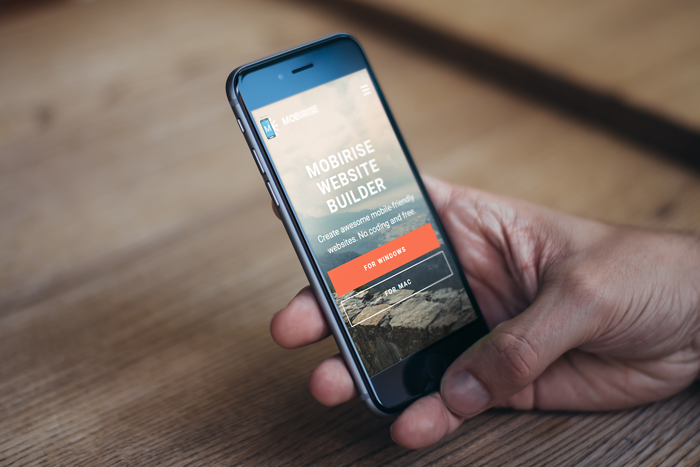 MOBIRISE
MOBIRISE
WEBSITE
BUILDER
Create awesome mobile-friendly
websites. No coding and free.
FOR WINDOWS
FOR MAC